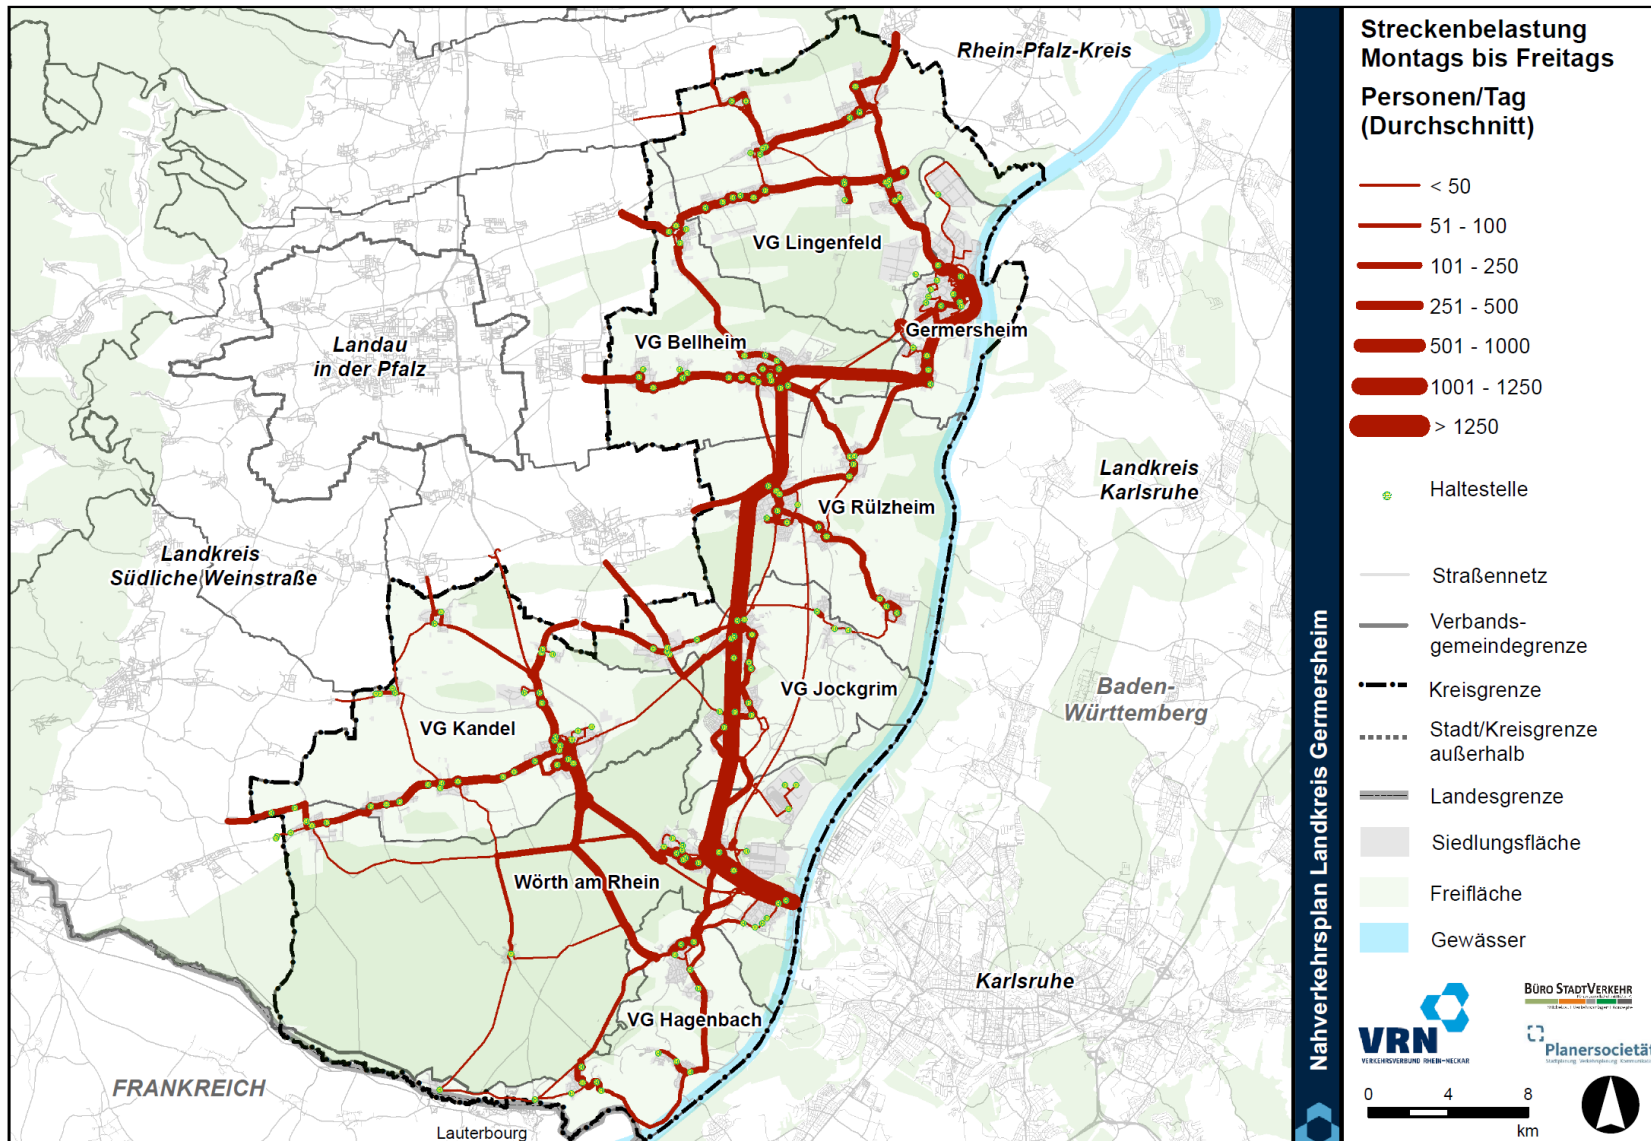 Rhein-Pfalz-Kreis
VG Lingenfeld
Germersheim
VG Bellheim
Landau
in der Pfalz
Landkreis
Karlsruhe
VG Rülzheim
Landkreis
Südliche Weinstraße
VG Jockgrim
Baden-
Württemberg
VG Kandel
Wörth am Rhein
Karlsruhe
VG Hagenbach
FRANKREICH
Lauterbourg
Nahverkehrsplan Landkreis Germersheim
Streckenbelastung
Montags bis Freitags
Personen/Tag
(Durchschnitt)
< 50
51 - 100
101 - 250
251 - 500
501 - 1000
1001 - 1250
> 1250
Haltestelle
Straßennetz
Verbands-
gemeindegrenze
Kreisgrenze
Stadt/Kreisgrenze
außerhalb
Landesgrenze
Siedlungsfläche
Freifläche
Gewässer
VRN
VERKEHRSVERBUND RHEIN-NECKAR
BÜRO STADTVERKEHR
Planersocietät
0 4 8
km